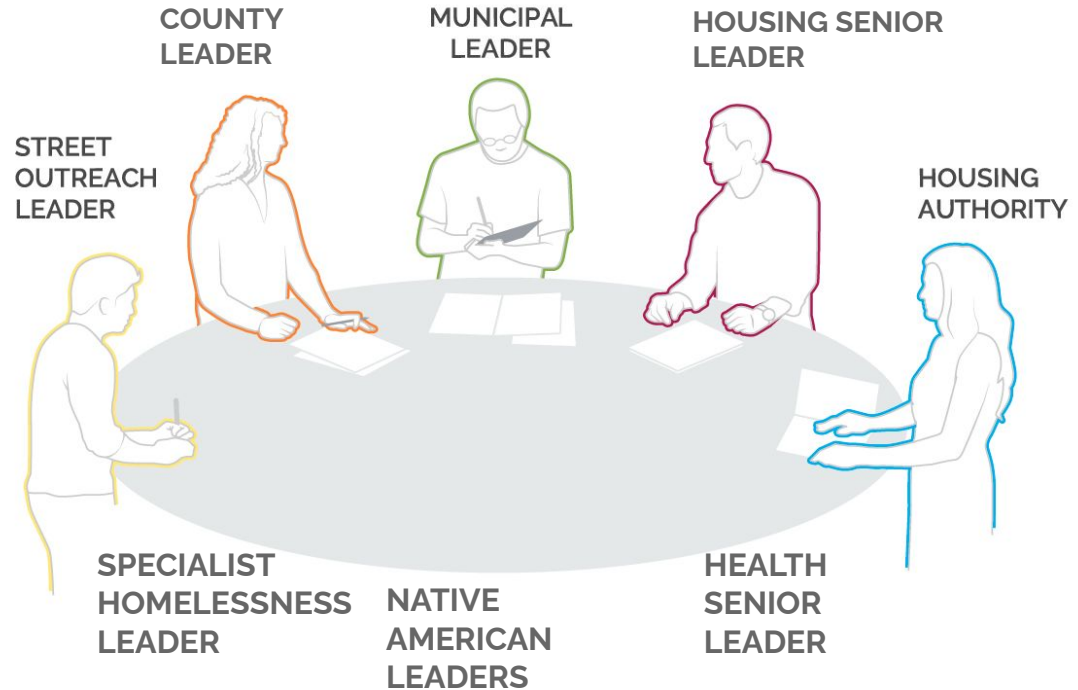 COUNTY
LEADER
MUNICIPAL
LEADER
HOUSING SENIOR
LEADER
STREET
OUTREACH
LEADER
HOUSING
AUTHORITY
SPECIALIST
HOMELESSNESS
LEADER
NATIVE
AMERICAN
LEADERS
HEALTH
SENIOR
LEADER